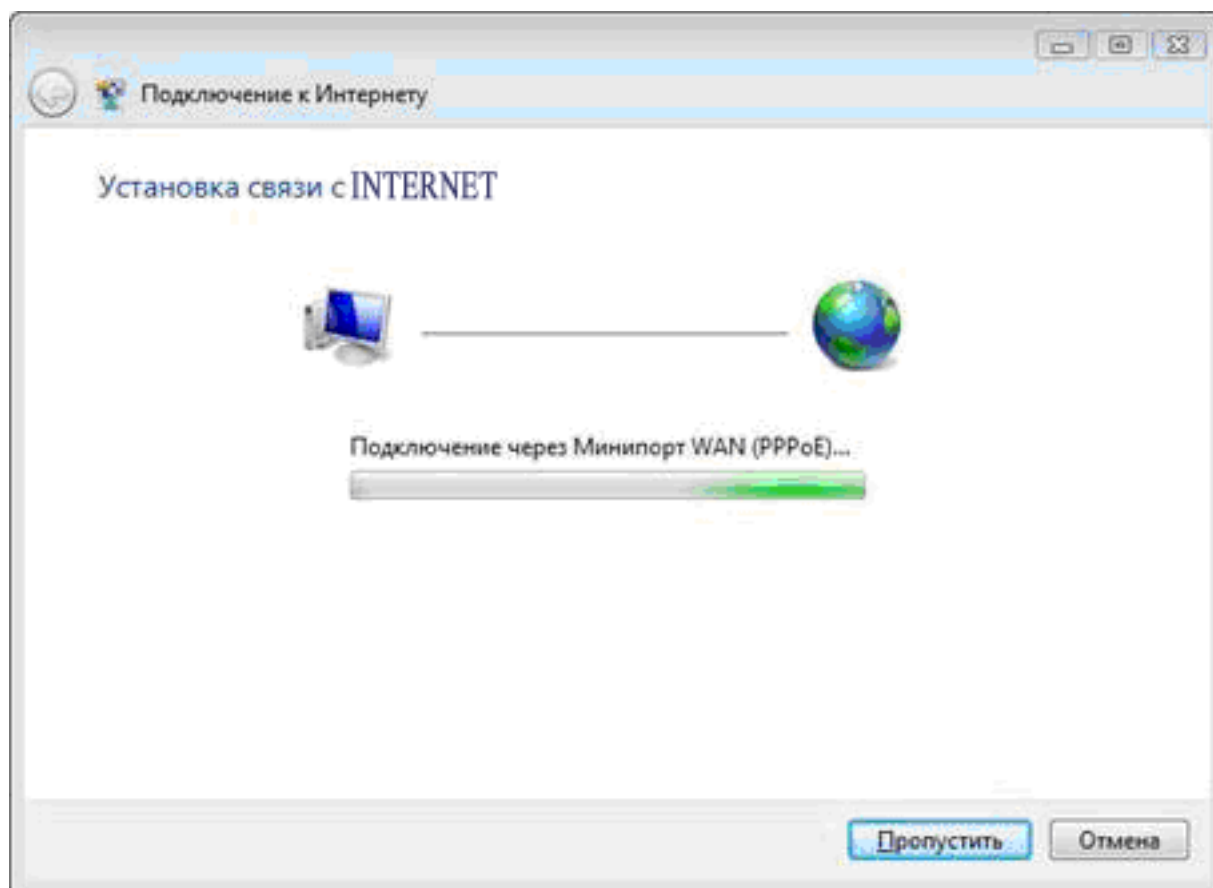 Подключение к Интернету
Установка связи с INTERNET
Подключение через Минипорт WAN (PPPoE)...
Пропустить
Отмена